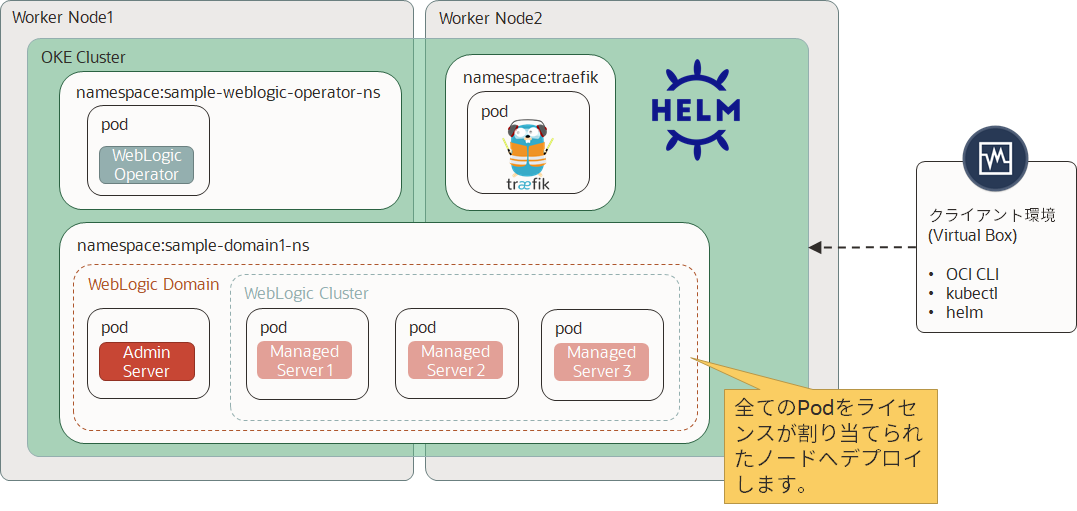 Worker Node1
Worker Node2
OKE Cluster
namespace:sample-weblogic-operator-ns
pod
WebLogic
Operator
namespace:traefik
pod
træfik
HELM
namespace:sample-domain1-ns
WebLogic Domain
WebLogic Cluster
pod
Admin
Server
pod
Managed
Server 1
pod
Managed
Server 2
pod
Managed
Server 3
全てのPodをライセ
ンスが割り当てられ
たノードへデプロイ
します。
クライアント環境
(Virtual Box)
• OCI CLI
• kubectl
• helm